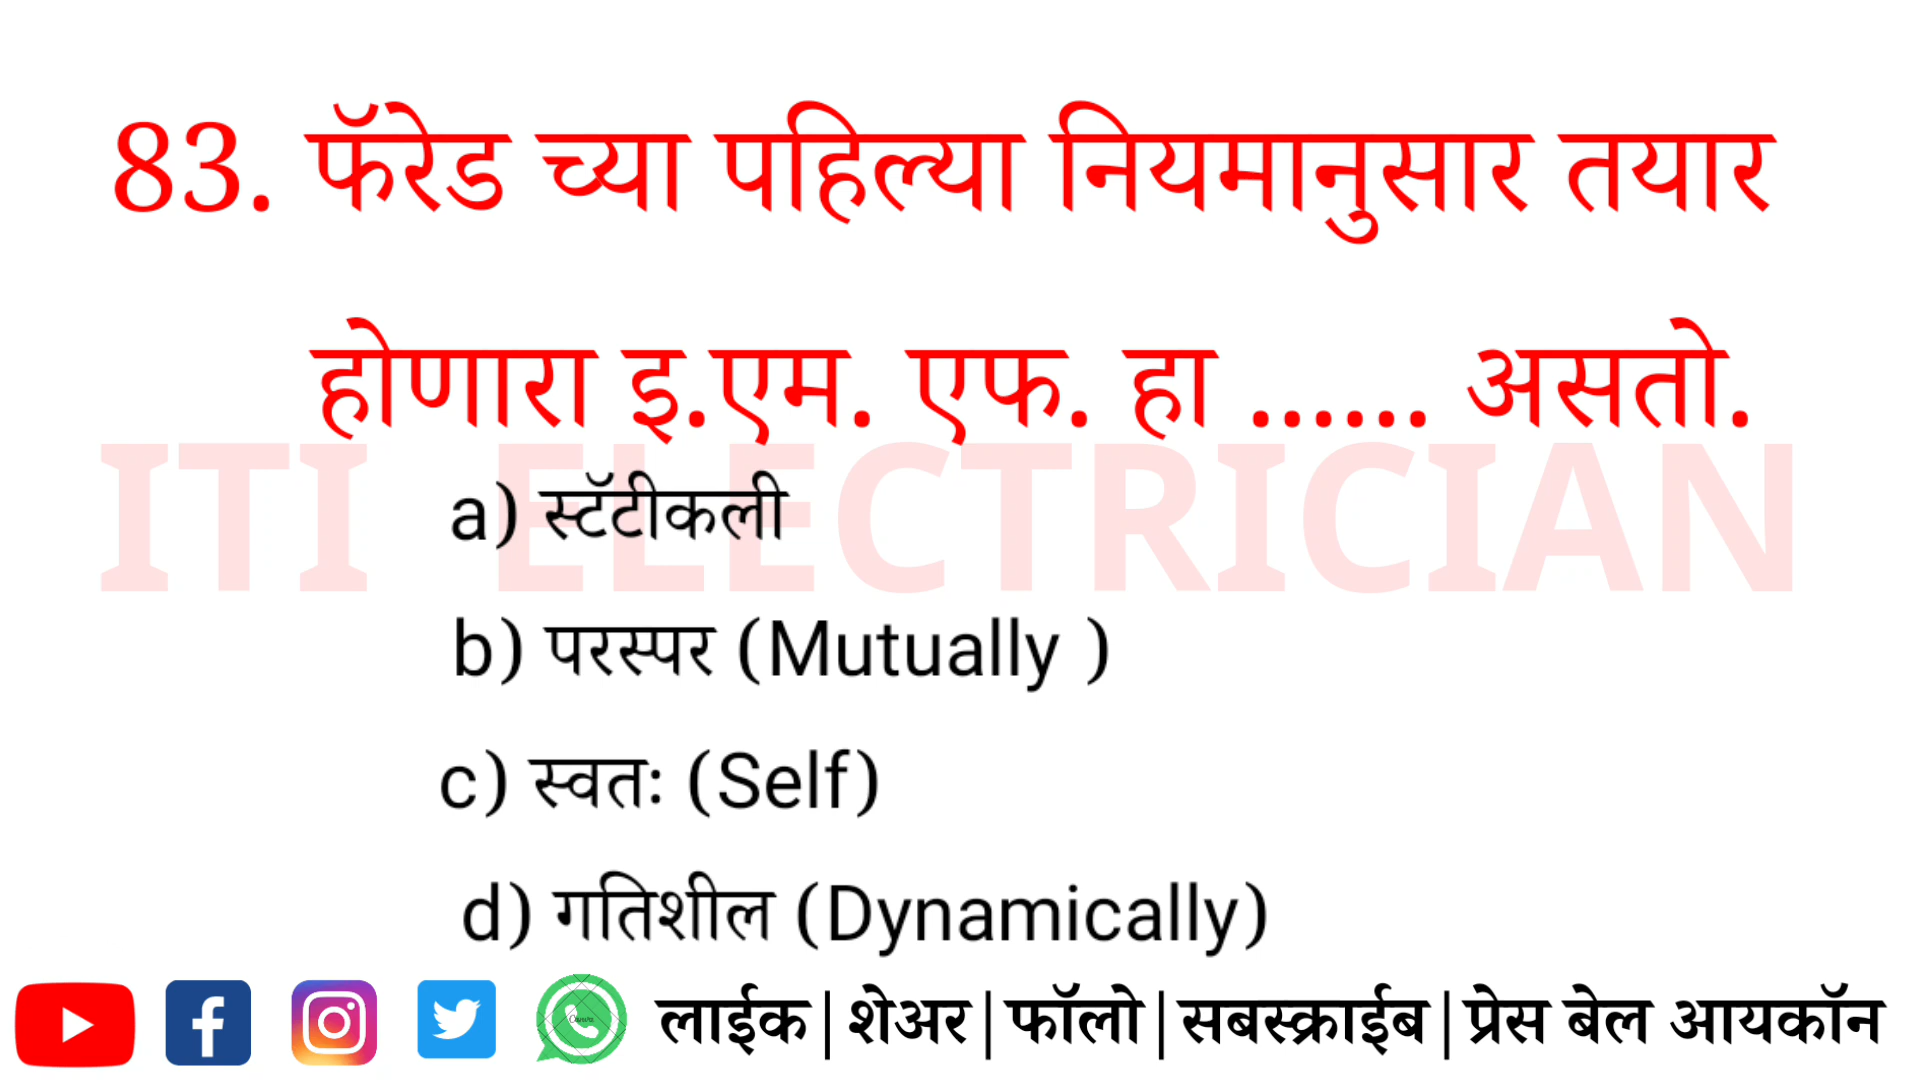 83. फॅरेड च्या पहिल्या नियमानुसार तयार
होणारा इ.एम. एफ. हा ...... असतो.
ITI ELECTRICIAN
a) स्टॅटीकली
b) परस्पर (Mutually )
c) स्वतः (Self)
d) गतिशील (Dynamically)
लाईक|शेअर|फॉलो|सबस्क्राईब|प्रेस बेल आयकॉन